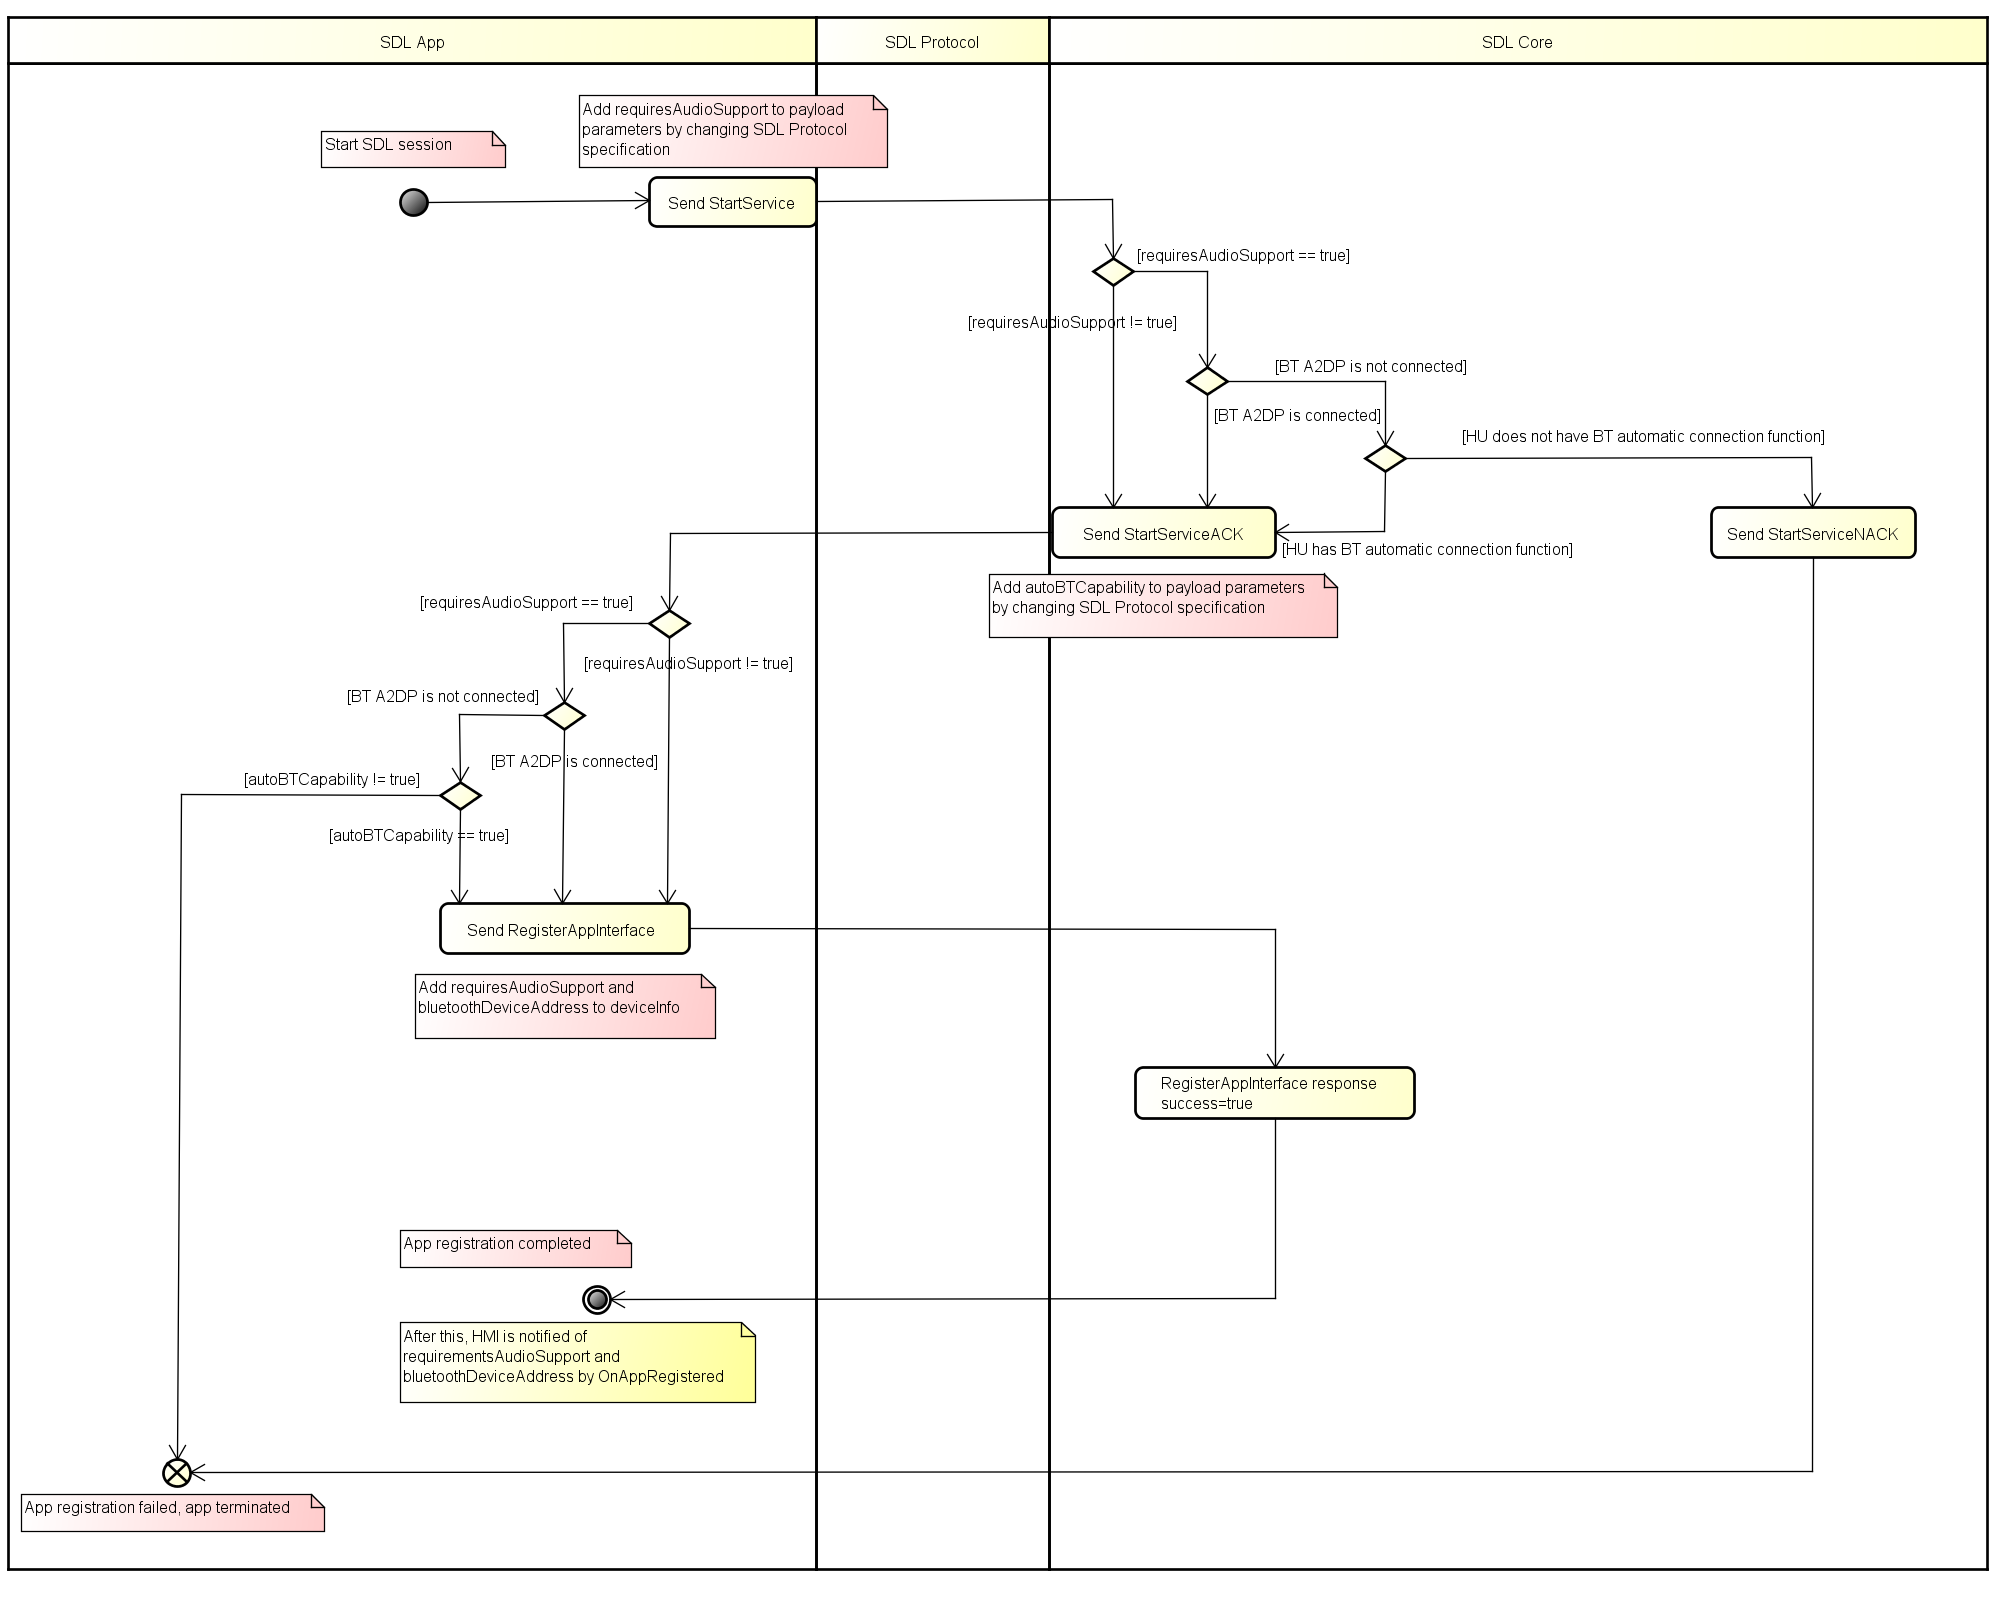 SDL App
SDL Protocol
SDL Core
Add requiresAudioSupport to payload
parameters by changing SDL Protocol
specification
Start SDL session
Send StartService
[requiresAudioSupport == true]
[requiresAudioSupport != true]
[BT A2DP is not connected]
[BT A2DP is connected]
[HU does not have BT automatic connection function]
Send StartServiceACK
Send StartServiceNACK
[HU has BT automatic connection function]
Add autoBTCapability to payload parameters
by changing SDL Protocol specification
[requiresAudioSupport == true]
[requiresAudioSupport != true]
[BT A2DP is not connected]
[BT A2DP is connected]
[autoBTCapability != true]
[autoBTCapability == true]
Send RegisterAppInterface
Add requiresAudioSupport and
bluetoothDeviceAddress to deviceInfo
RegisterAppInterface response
success=true
App registration completed
After this, HMI is notified of
requirementsAudioSupport and
bluetoothDeviceAddress by OnAppRegistered
App registration failed, app terminated